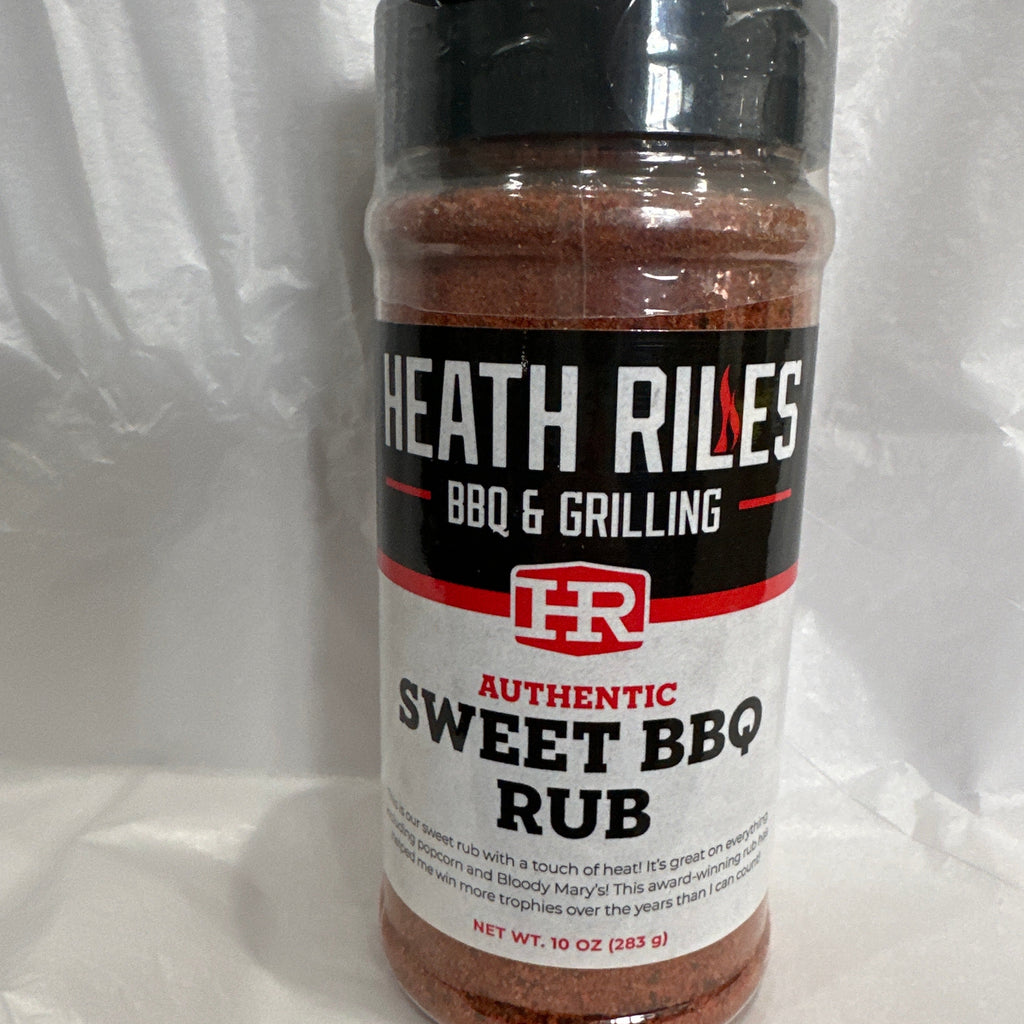 HEATH RILES
BBQ & GRILLING
HR
AUTHENTIC
SWEET BBQ
RUB
is our sweet rub with a touch of heat! It's great on everything
including popcorn and Bloody Mary's! This award-winning rub has
helped me win more trophies over the years than I can count!
NET WT. 10 OZ (283 g)